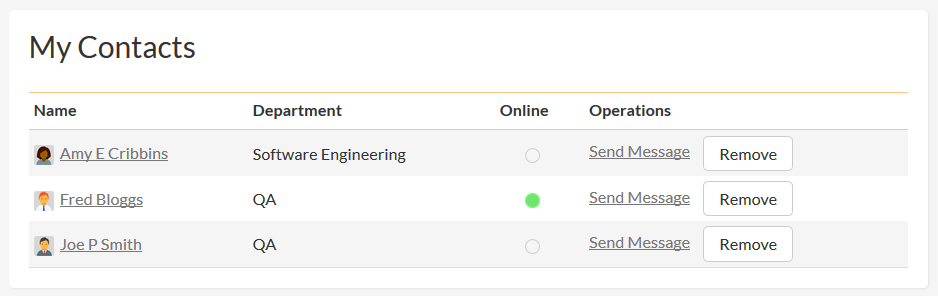 My Contacts
Name Department Online Operations
Amy E Cribbins Software Engineering Send Message Remove
Fred Bloggs QA Send Message Remove
Joe P Smith QA Send Message Remove